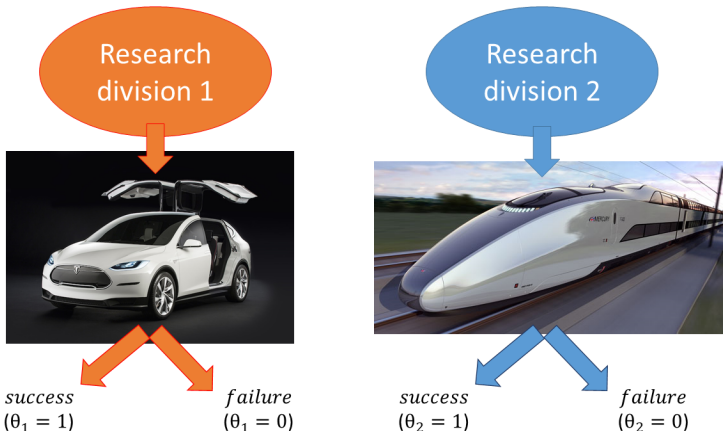 Research
division 1
Research
division 2
success
(θ₁ = 1)
failure
(θ₁ = 0)
success
(θ₂ = 1)
failure
(θ₂ = 0)